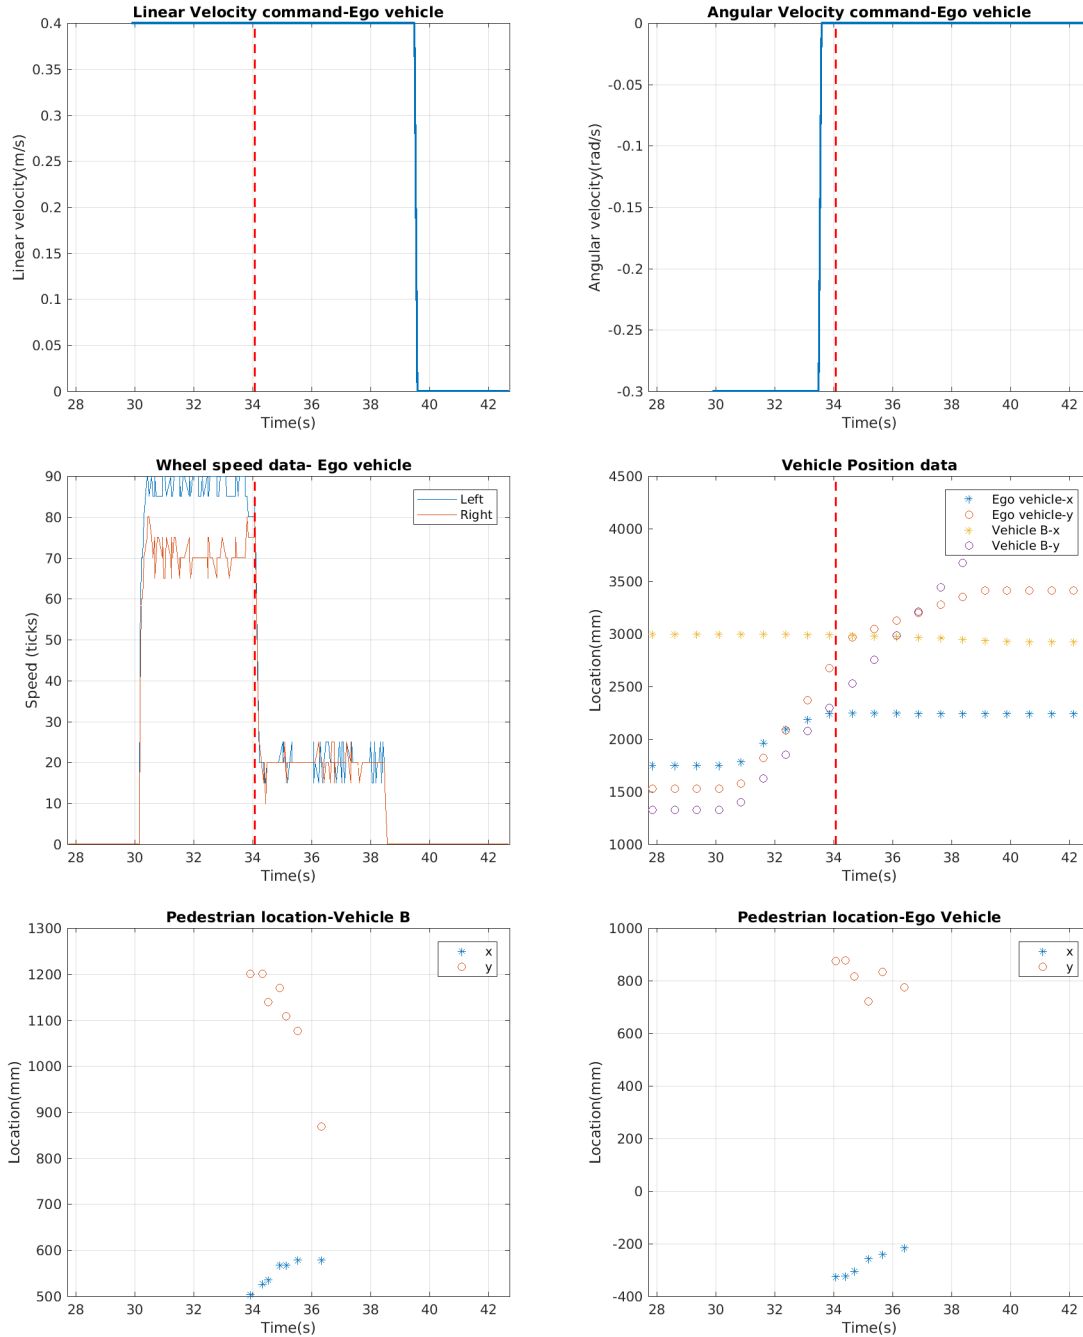 Linear Velocity command-Ego vehicle
0.4
0.35
0.3
0.25
0.2
0.15
0.1
0.05
0
Linear velocity(m/s)
28 30 32 34 36 38 40 42
Time(s)
Angular Velocity command-Ego vehicle
0
-0.05
-0.1
-0.15
-0.2
-0.25
-0.3
Angular velocity(rad/s)
28 30 32 34 36 38 40 42
Time(s)
Wheel speed data- Ego vehicle
90
80
70
60
50
40
30
20
10
0
Speed (ticks)
Left
Right
28 30 32 34 36 38 40 42
Time(s)
Vehicle Position data
4500
4000
3500
3000
2500
2000
1500
1000
Location(mm)
Ego vehicle-x
Ego vehicle-y
Vehicle B-x
Vehicle B-y
28 30 32 34 36 38 40 42
Time(s)
Pedestrian location-Vehicle B
1300
1200
1100
1000
900
800
700
600
500
Location(mm)
x
y
28 30 32 34 36 38 40 42
Time(s)
Pedestrian location-Ego Vehicle
1000
800
600
400
200
0
-200
-400
Location(mm)
x
y
28 30 32 34 36 38 40 42
Time(s)